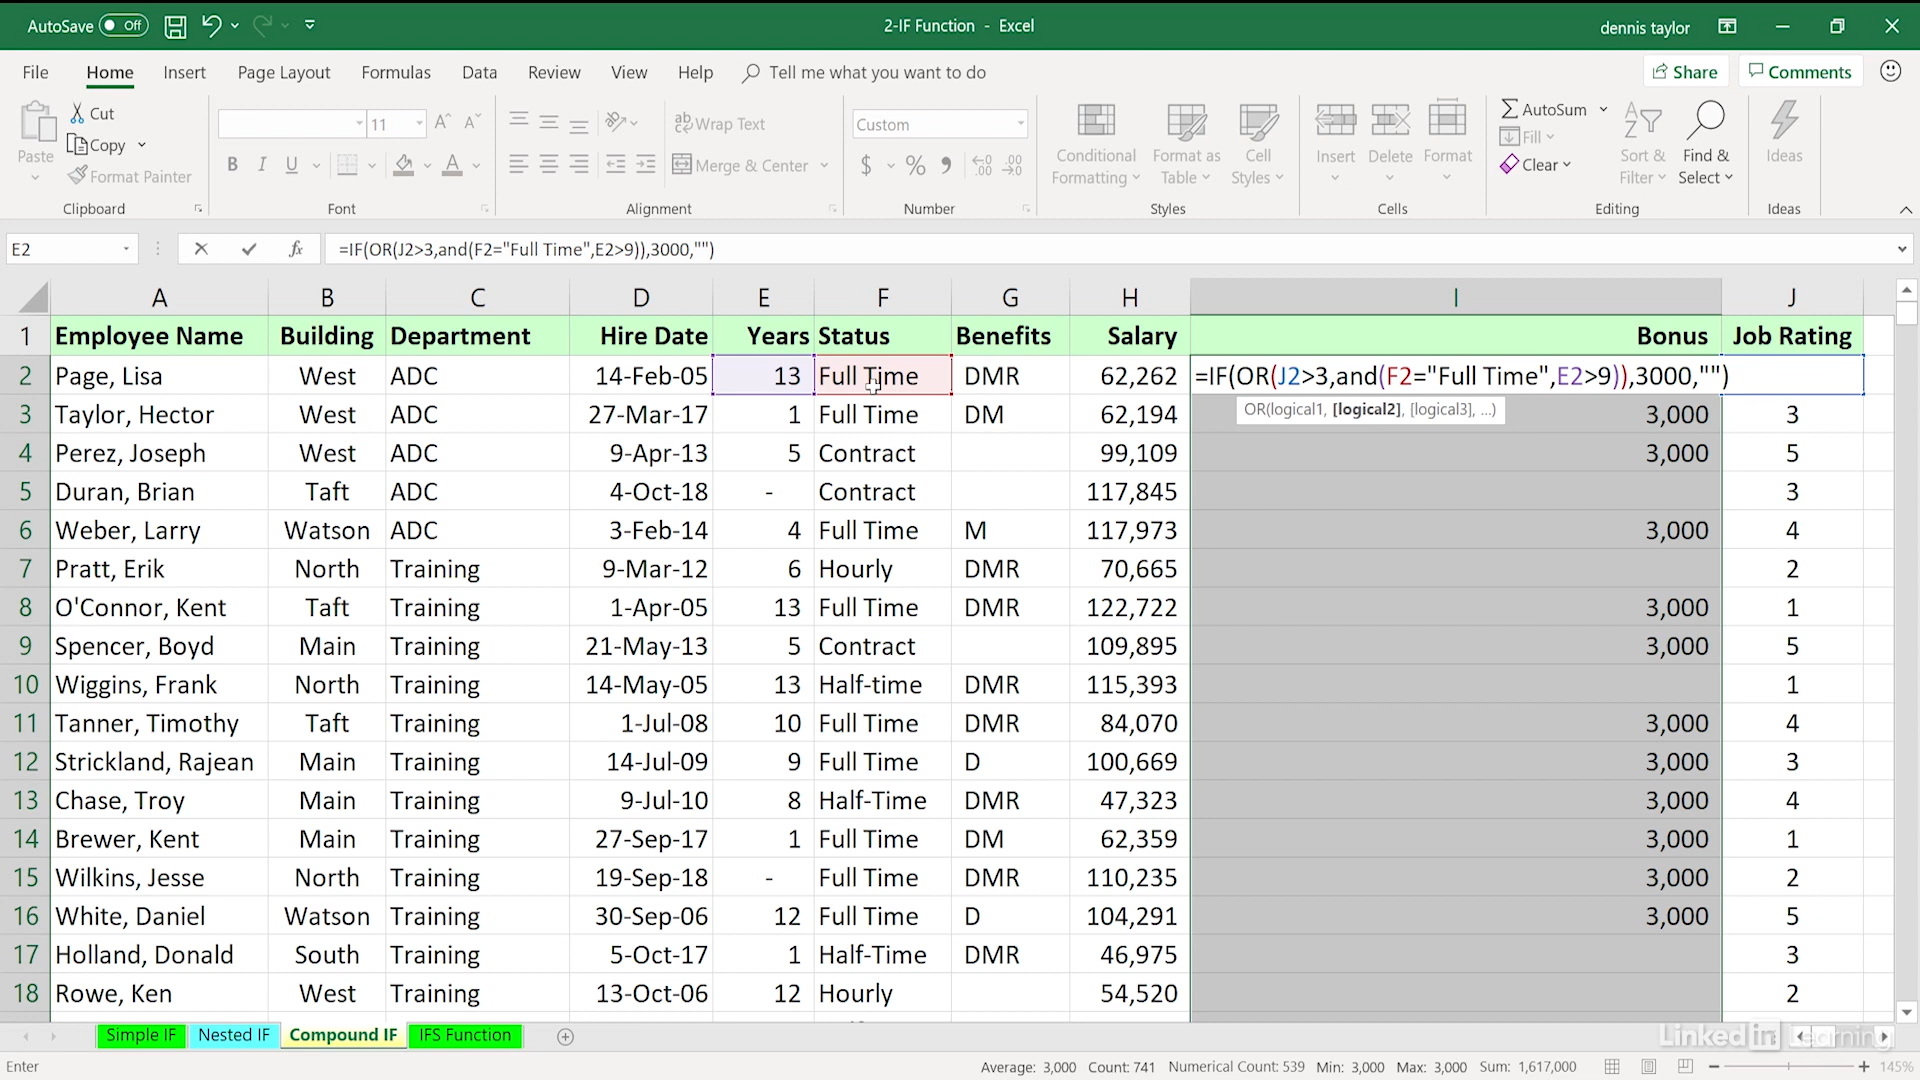 AutoSave Off 2-IF Function - Excel dennis taylor
File Home Insert Page Layout Formulas Data Review View Help Tell me what you want to do Share Comments
Paste Cut Copy Format Painter Clipboard
11 B I U A Font
ab Wrap Text Merge & Center Alignment
Custom $ % , Number
Conditional Formatting Format as Table Cell Styles Styles
Insert Delete Format Cells
AutoSum Fill Clear Sort & Filter Find & Select Editing
Ideas Ideas
E2 fx =IF(OR(J2>3,and(F2="Full Time",E2>9)),3000,"")
A B C D E F G H I J
1 Employee Name Building Department Hire Date Years Status Benefits Salary Bonus Job Rating
2 Page, Lisa West ADC 14-Feb-05 13 Full Time DMR 62,262 =IF(OR(J2>3,and(F2="Full Time",E2>9)),3000,"")
OR(logical1, [logical2], [logical3], ...)
3 Taylor, Hector West ADC 27-Mar-17 1 Full Time DM 62,194 3,000 3
4 Perez, Joseph West ADC 9-Apr-13 5 Contract 99,109 3,000 5
5 Duran, Brian Taft ADC 4-Oct-18 - Contract 117,845 3
6 Weber, Larry Watson ADC 3-Feb-14 4 Full Time M 117,973 3,000 4
7 Pratt, Erik North Training 9-Mar-12 6 Hourly DMR 70,665 2
8 O'Connor, Kent Taft Training 1-Apr-05 13 Full Time DMR 122,722 3,000 1
9 Spencer, Boyd Main Training 21-May-13 5 Contract 109,895 3,000 5
10 Wiggins, Frank North Training 14-May-05 13 Half-time DMR 115,393 1
11 Tanner, Timothy Taft Training 1-Jul-08 10 Full Time DMR 84,070 3,000 4
12 Strickland, Rajean Main Training 14-Jul-09 9 Full Time D 100,669 3,000 3
13 Chase, Troy Main Training 9-Jul-10 8 Half-Time DMR 47,323 3,000 4
14 Brewer, Kent Main Training 27-Sep-17 1 Full Time DM 62,359 3,000 1
15 Wilkins, Jesse North Training 19-Sep-18 - Full Time DMR 110,235 3,000 2
16 White, Daniel Watson Training 30-Sep-06 12 Full Time D 104,291 3,000 5
17 Holland, Donald South Training 5-Oct-17 1 Half-Time DMR 46,975 3
18 Rowe, Ken West Training 13-Oct-06 12 Hourly 54,520 2
Simple IF Nested IF Compound IF IFS Function
LinkedIn Learning
Enter Average: 3,000 Count: 741 Numerical Count: 539 Min: 3,000 Max: 3,000 Sum: 1,617,000 145%